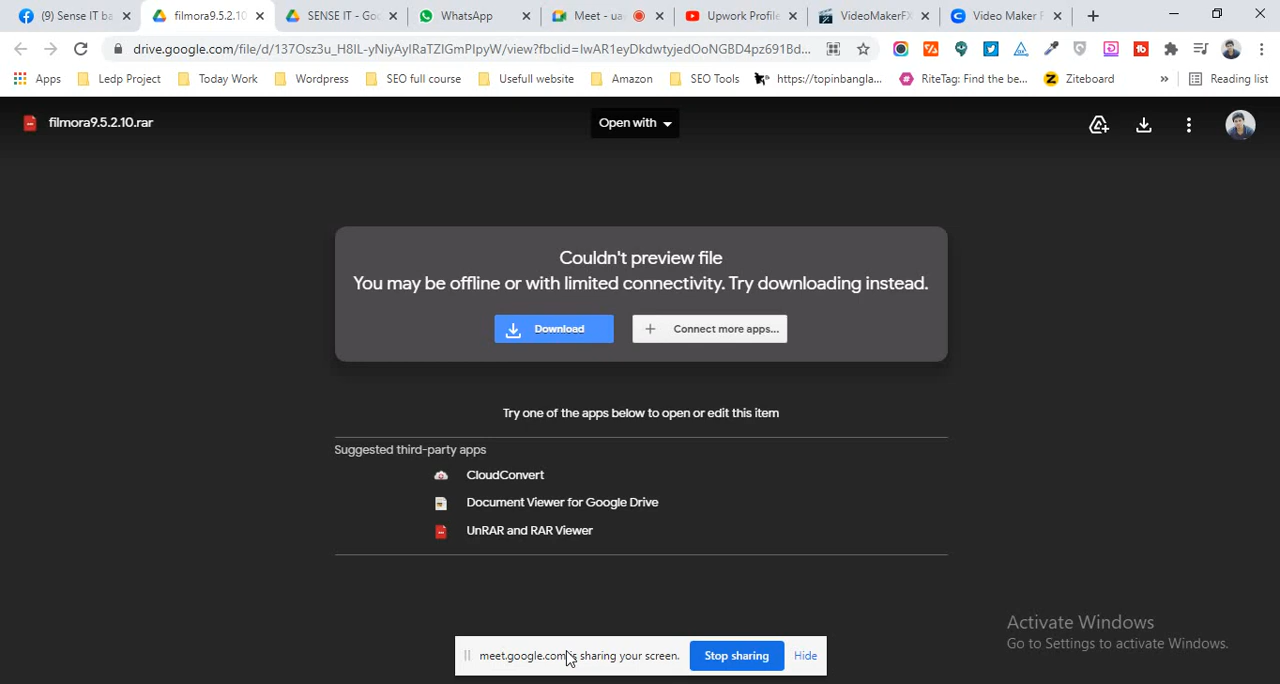 (9) Sense IT ba
filmora9.5.2.10
SENSE IT - Goo
WhatsApp
Meet - ua
Upwork Profile
VideoMakerFX
Video Maker F
drive.google.com/file/d/137Osz3u_H8IL-yNiyAyIRaTZIGmPIpyW/view?fbclid=IwAR1eyDkdwtyjedOoNGBD4pz691Bd...
Apps
Ledp Project
Today Work
Wordpress
SEO full course
Usefull website
Amazon
SEO Tools
https://topinbangla...
RiteTag: Find the be...
Ziteboard
»
Reading list
filmora9.5.2.10.rar
Open with
Couldn't preview file
You may be offline or with limited connectivity. Try downloading instead.
Download
+ Connect more apps...
Try one of the apps below to open or edit this item
Suggested third-party apps
CloudConvert
Document Viewer for Google Drive
UnRAR and RAR Viewer
Activate Windows
Go to Settings to activate Windows.
meet.google.com is sharing your screen.
Stop sharing
Hide